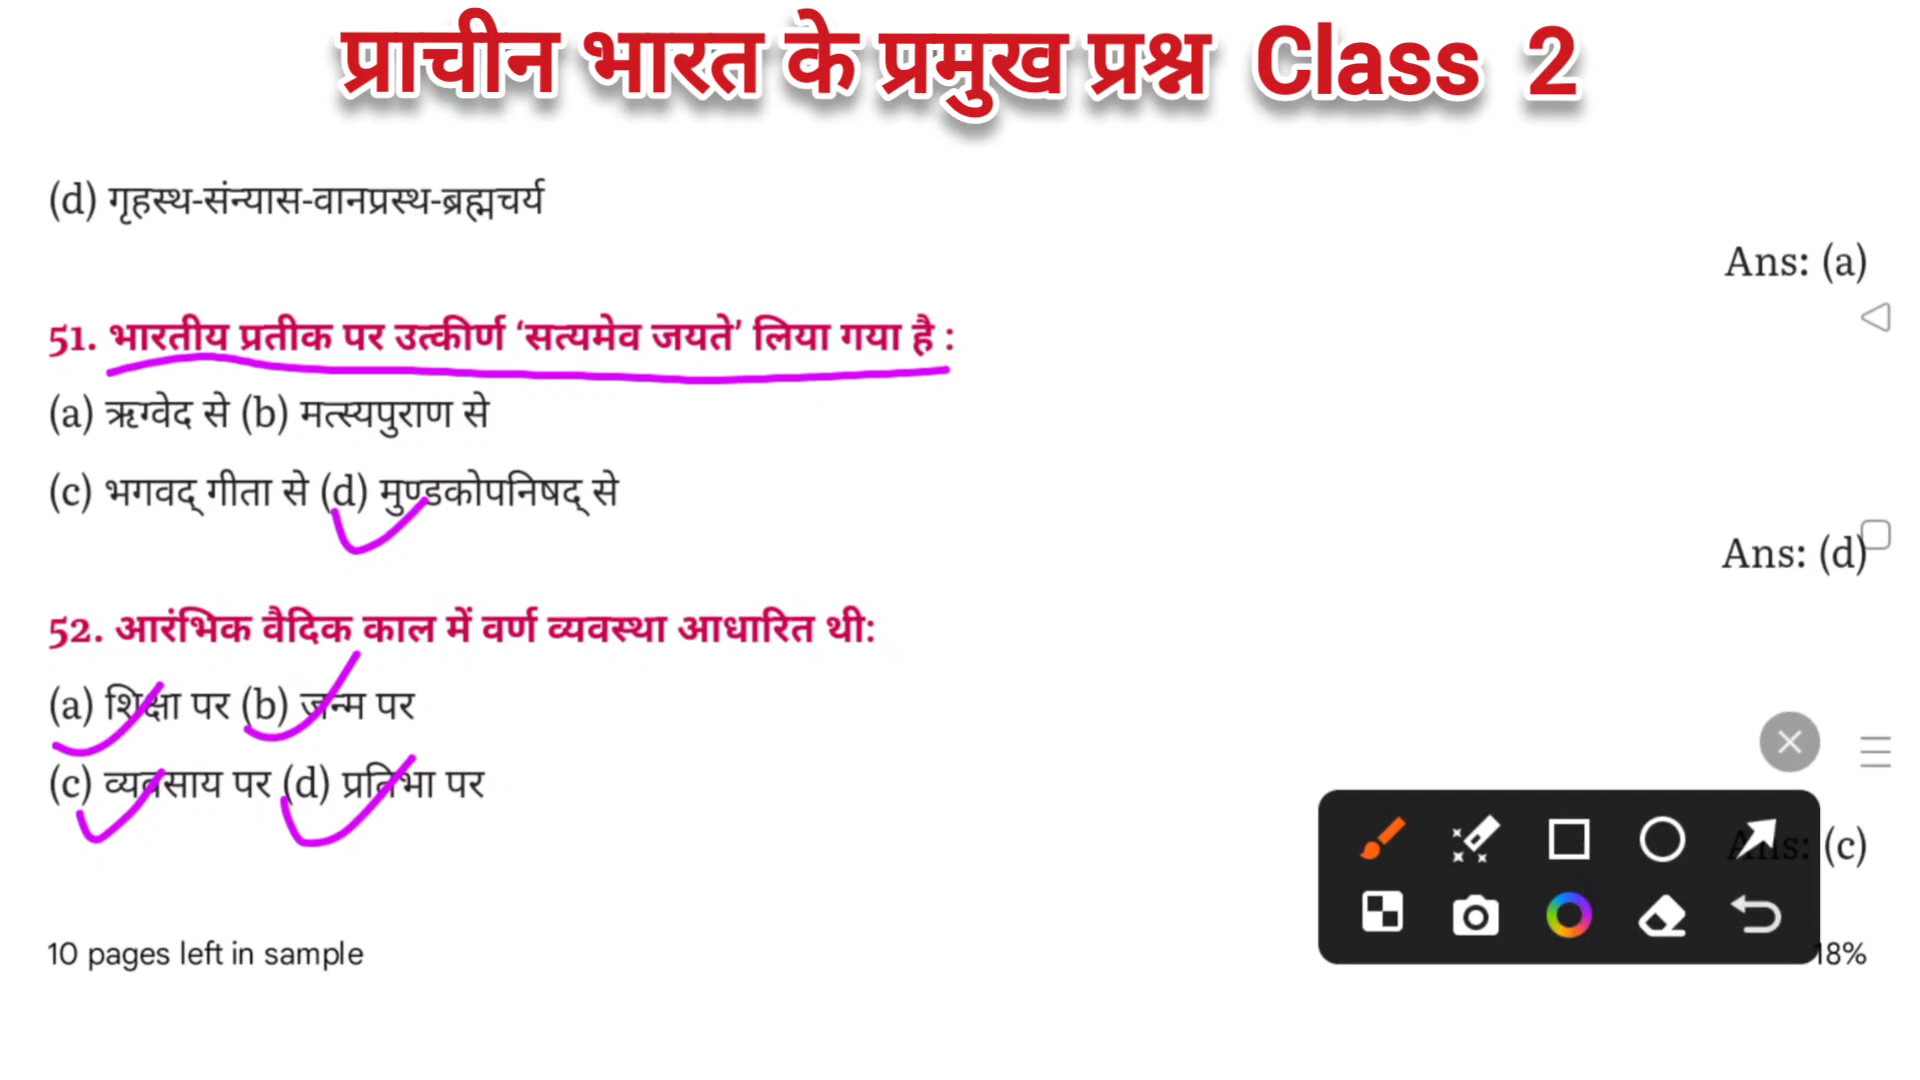 प्राचीन भारत के प्रमुख प्रश्न Class 2
(d) गृहस्थ-संन्यास-वानप्रस्थ-ब्रह्मचर्य
Ans: (a)
51. भारतीय प्रतीक पर उत्कीर्ण ‘सत्यमेव जयते’ लिया गया है :
(a) ऋग्वेद से (b) मत्स्यपुराण से
(c) भगवद् गीता से (d) मुण्डकोपनिषद् से
Ans: (d)
52. आरंभिक वैदिक काल में वर्ण व्यवस्था आधारित थी:
(a) शिक्षा पर (b) जन्म पर
(c) व्यवसाय पर (d) प्रतिभा पर
Ans: (c)
10 pages left in sample
18%